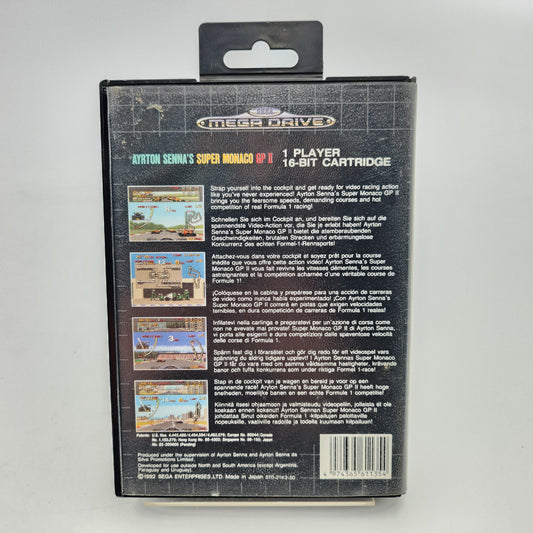 SEGA
MEGA DRIVE
AYRTON SENNA'S SUPER MONACO GP II
1 PLAYER
16-BIT CARTRIDGE
Strap yourself into the cockpit and get ready for video racing action
like you've never experienced! Ayrton Senna's Super Monaco GP II
brings you the fearsome speeds, demanding courses and hot
competition of real Formula 1 racing!
Schnellen Sie sich im Cockpit an, und bereiten Sie sich auf die
spannendste Video-Action vor, die Sie je erlebt haben! Ayrton
Senna's Super Monaco GP II bietet die atemberaubenden
Geschwindigkeiten, brutalen Strecken und erbärmungslose
Konkurrenz des echten Formel-1-Rennsports!
Attachez-vous dans votre cockpit et soyez prêt pour la course
inédite que vous offre cette action vidéo! Ayrton Senna's Super
Monaco GP II vous fait revivre les vitesses démentes, les courses
astreignantes et la compétition acharnée d'une véritable course de
Formule 1!
¡Colóquese en la cabina y prepárese para una acción de carreras
de video como nunca había experimentado! ¡Con Ayrton Senna's
Super Monaco GP II correrá en pistas que exigen velocidades
terribles, en dura competición de carreras de Formula 1 reales!
Infilatevi nella carlinga e preparatevi per un'azione di corsa come
non ne avevate mai provate! Super Monaco GP II di Ayrton Senna,
vi porta alle esigenti e dura competizioni dalle spaventose velocità
delle corse di Formula 1.
Spänn fast dig i förarsätet och gör dig redo för ett videospel vars
spänning du aldrig tidigare upplevt! I Ayrton Sennas Super Monaco
GP II får du vara med om samma våldsamma hastigheter, krävande
banor och tuffa konkurrens som under riktiga Formel 1-race!
Stap in de cockpit van je wagen en bereid je voor op een
spannende race! Ayrton Senna's Super Monaco GP II heeft hoge
snelheden, moeilijke banen en een echte Formule 1 competitie!
Kiinnitä itsesi ohjaamoon ja valmistaudu videopeliin, jollaista et ole
koskaan ennen kokenut! Ayrton Sennan Super Monaco GP II
ahdistaa Sinut oikeiden Formula 1 -kilpailujen pelottaville
nopeuksille, vaativille radoille ja todella kuumaan kilpailuun!
Produced under the supervision of Ayrton Senna and Ayrton Senna da
Silva Promotions Limited.
Developed for use outside North and South America (except Argentina,
Paraguay and Uruguay).
©1992 SEGA ENTERPRISES,LTD. Made in Japan
4 974365 611354